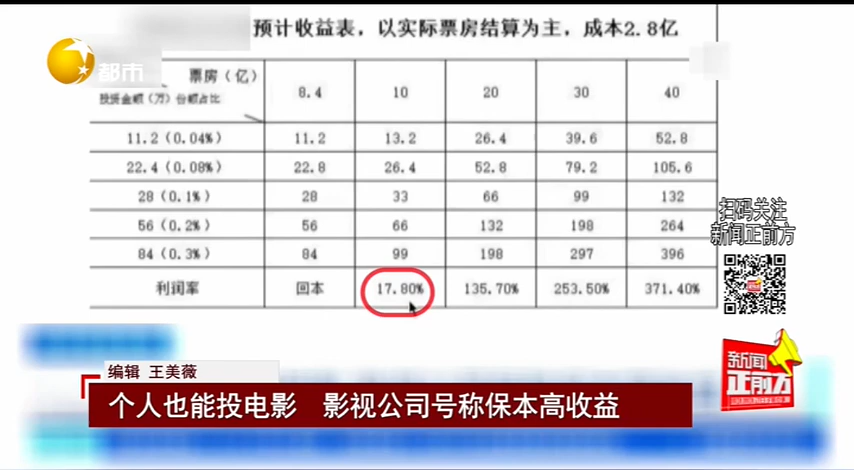 预计收益表，以实际票房结算为主，成本2.8亿
都市
票房（亿）
投资金额（万）份额占比
8.4 10 20 30 40
11.2（0.04%） 11.2 13.2 26.4 39.6 52.8
22.4（0.08%） 22.8 26.4 52.8 79.2 105.6
28（0.1%） 28 33 66 99 132
56（0.2%） 56 66 132 198 264
84（0.3%） 84 99 198 297 396
利润率 回本 17.80% 135.70% 253.50% 371.40%
扫码关注
新闻正前方
新闻
正前方
编辑 王美薇
个人也能投电影 影视公司号称保本高收益